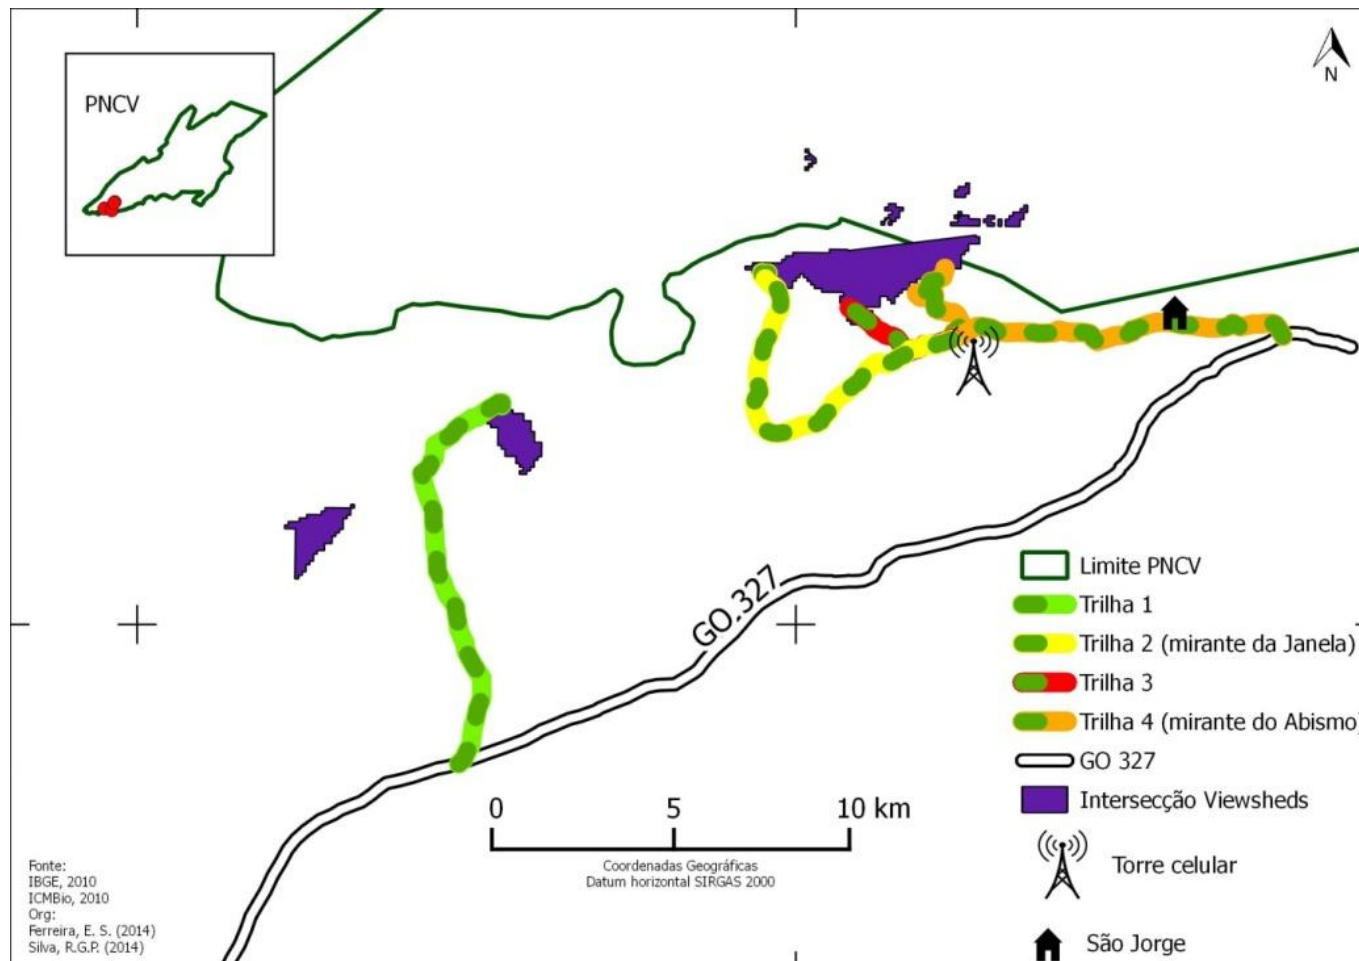 PNCV
N
GO.327
Limite PNCV
Trilha 1
Trilha 2 (mirante da Janela)
Trilha 3
Trilha 4 (mirante do Abismo)
GO 327
Intersecção Viewsheds
Torre celular
São Jorge
0 5 10 km
Coordenadas Geográficas
Datum horizontal SIRGAS 2000
Fonte:
IBGE, 2010
ICMBio, 2010
Org:
Ferreira, E. S. (2014)
Silva, R.G.P. (2014)